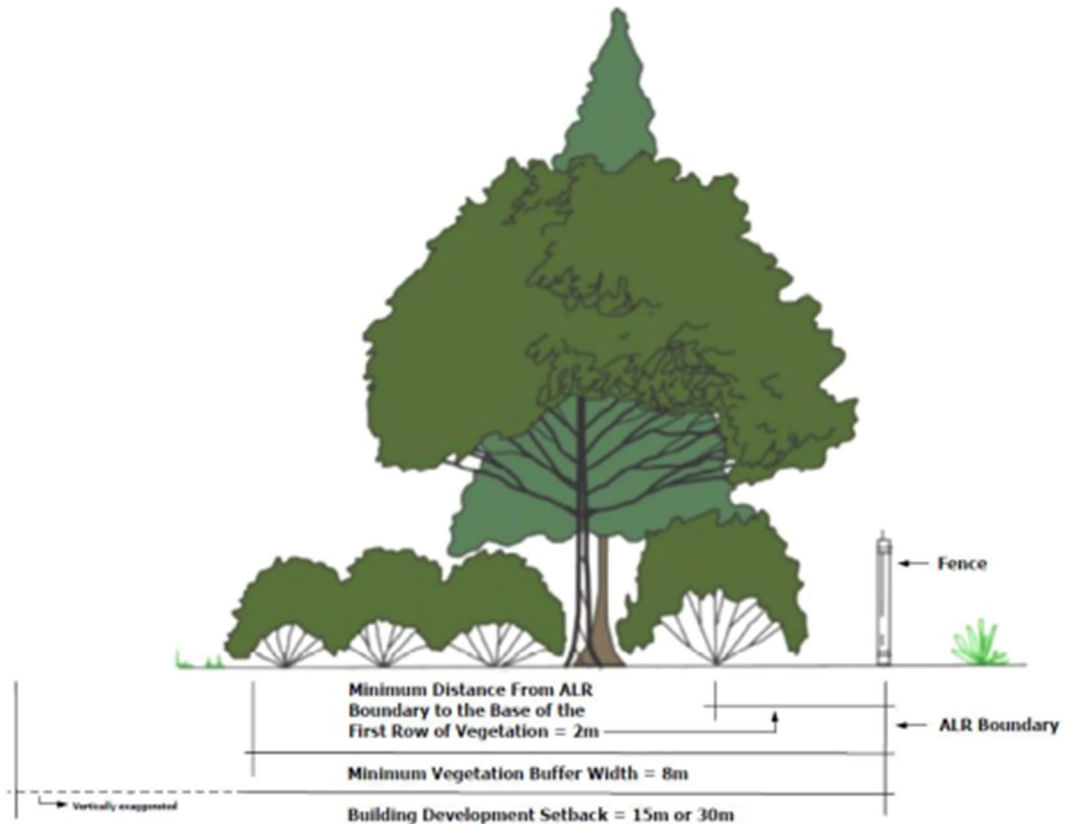 Fence
Minimum Distance From ALR
Boundary to the Base of the
First Row of Vegetation = 2m
ALR Boundary
Minimum Vegetation Buffer Width = 8m
Vertically exaggerated
Building Development Setback = 15m or 30m